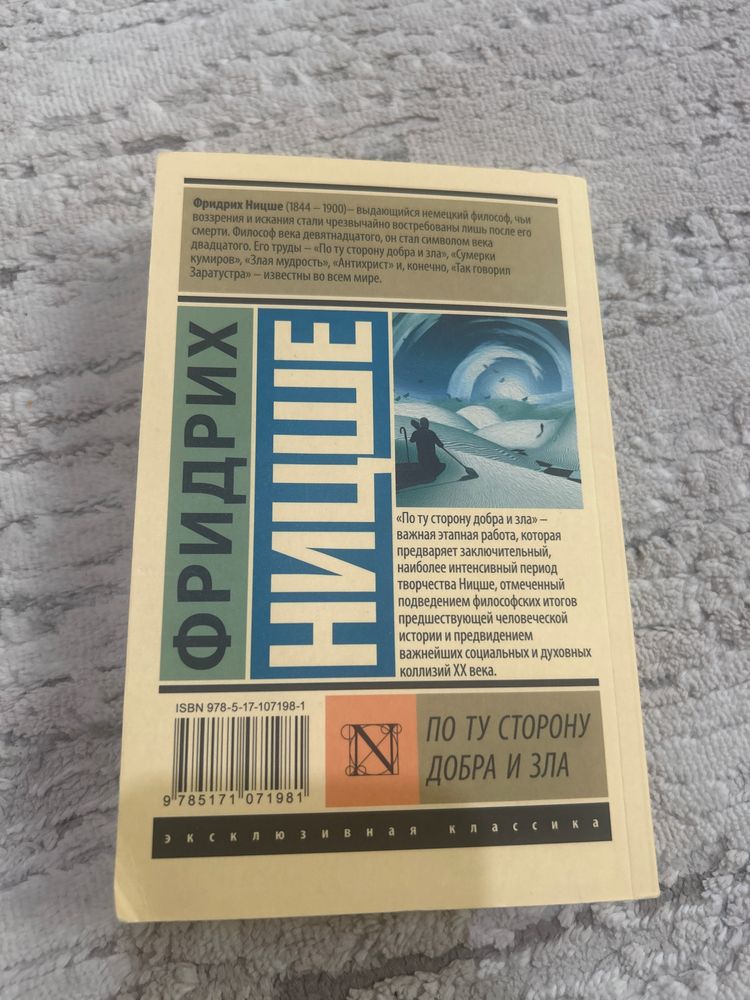 Фридрих Ницше (1844 – 1900)– выдающийся немецкий философ, чьи
воззрения и искания стали чрезвычайно востребованы лишь после его
смерти. Философ века девятнадцатого, он стал символом века
двадцатого. Его труды – «По ту сторону добра и зла», «Сумерки
кумиров», «Злая мудрость», «Антихрист» и, конечно, «Так говорил
Заратустра» – известны во всем мире.
ФРИДРИХ
НИЦШЕ
«По ту сторону добра и зла» –
важная этапная работа, которая
предваряет заключительный,
наиболее интенсивный период
творчества Ницше, отмеченный
подведением философских итогов
предшествующей человеческой
истории и предвидением
важнейших социальных и духовных
коллизий XX века.
ISBN 978-5-17-107198-1
9 785171 071981
N
ПО ТУ СТОРОНУ
ДОБРА И ЗЛА
эксклюзивная классика